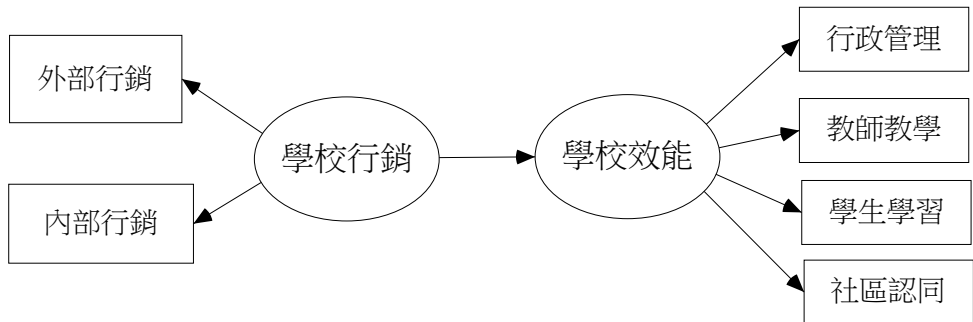 外部行銷
內部行銷
學校行銷
學校效能
行政管理
教師教學
學生學習
社區認同